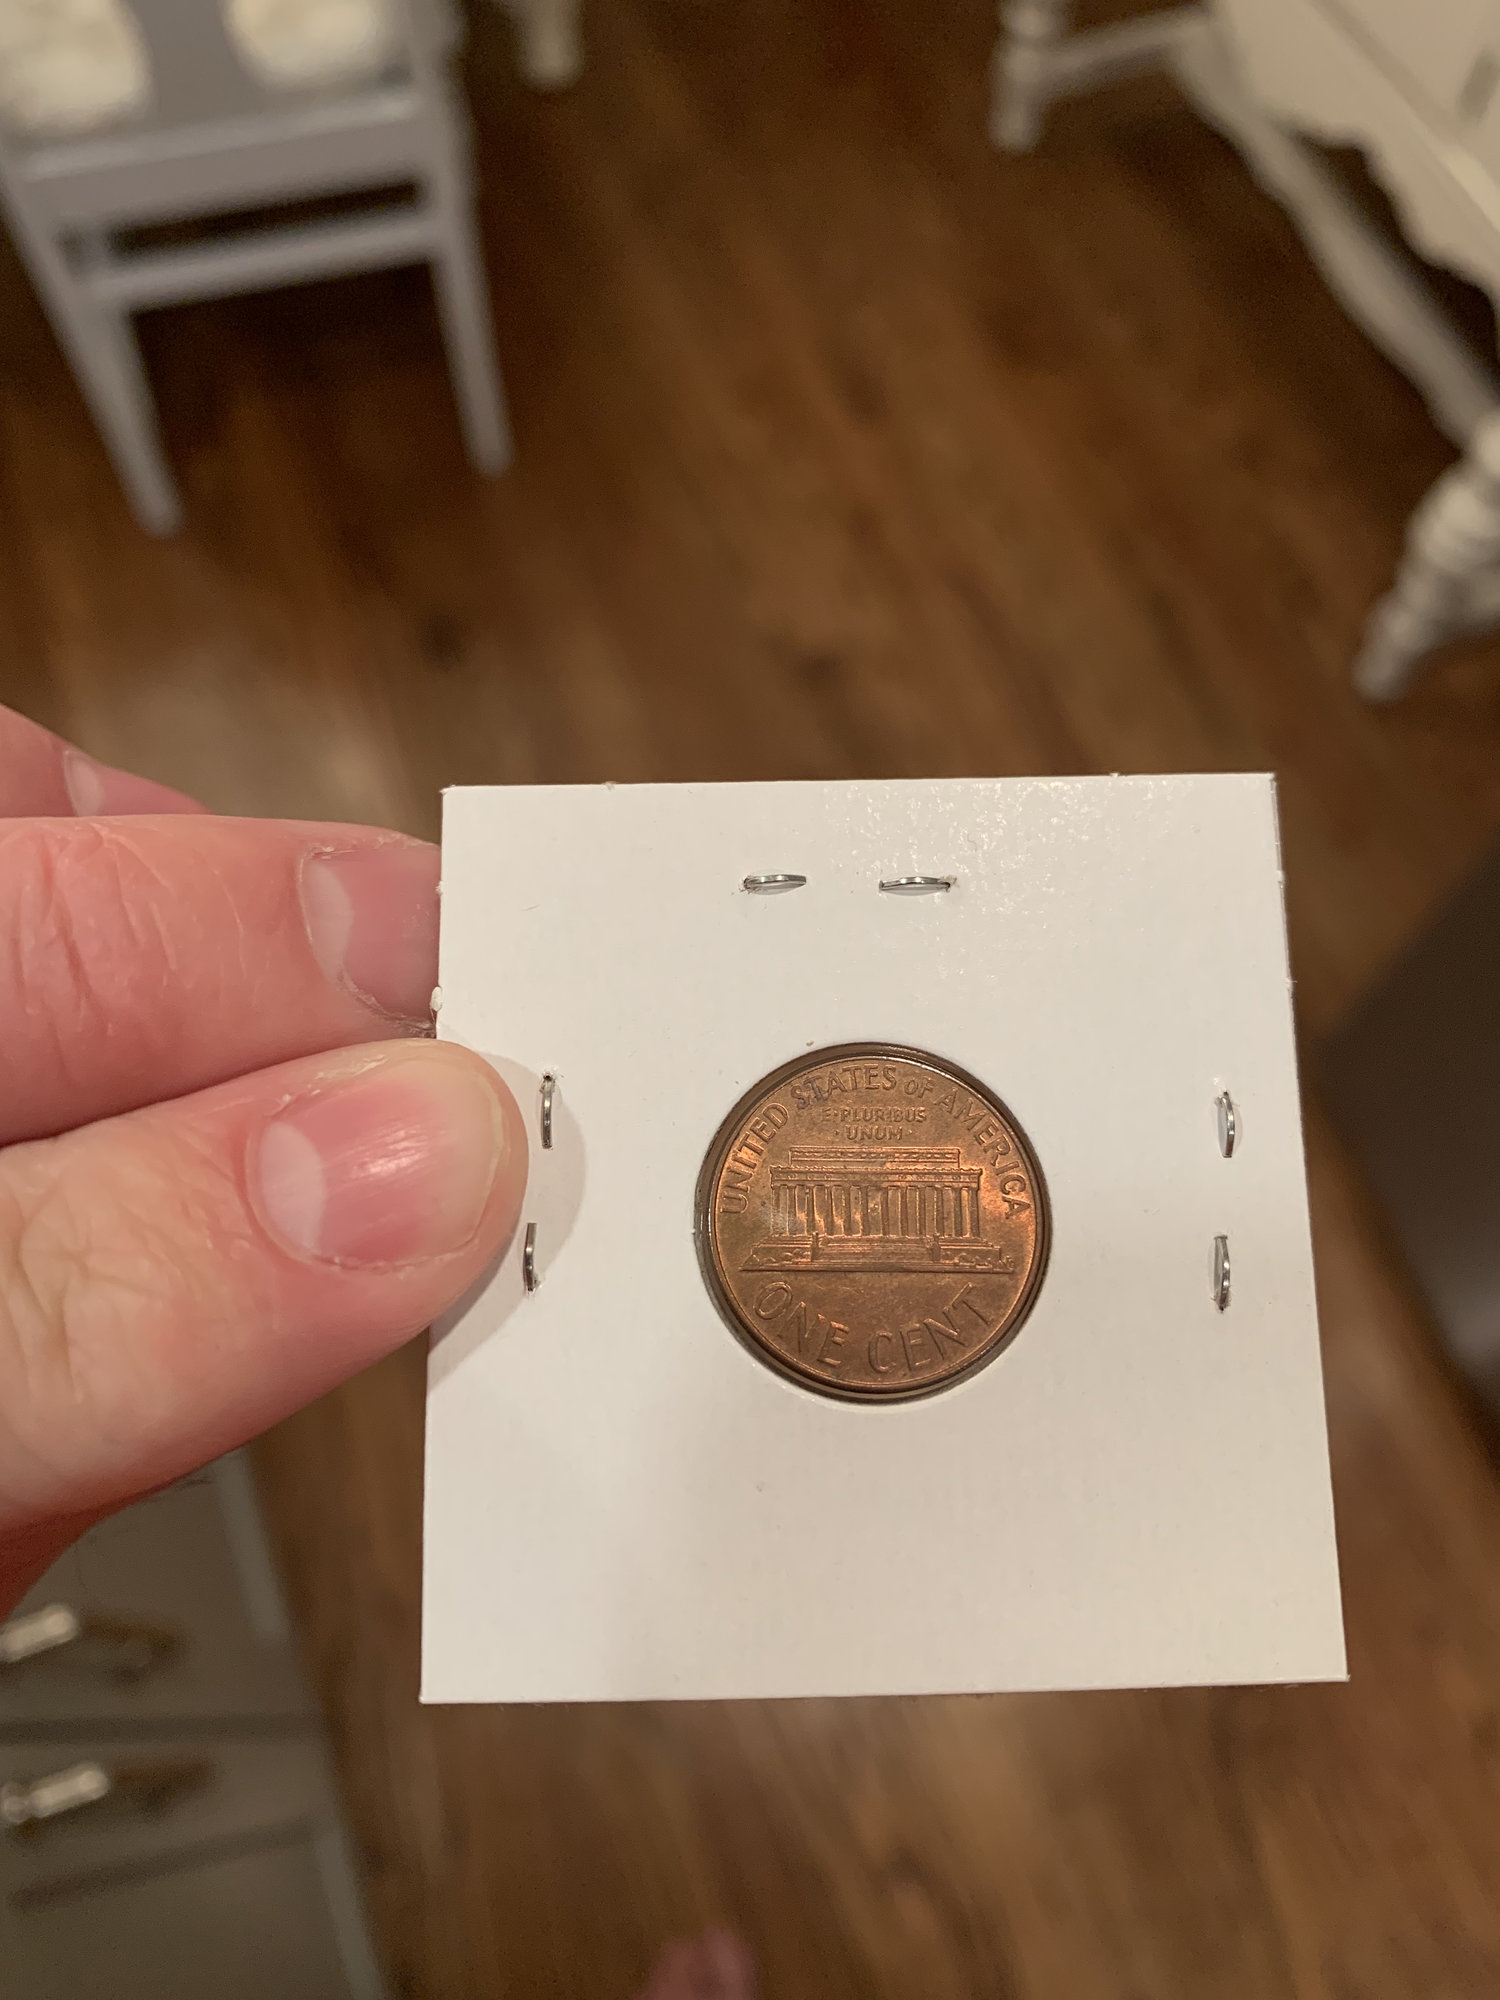 UNITED STATES of AMERICA
E·PLURIBUS
·UNUM·
ONE CENT